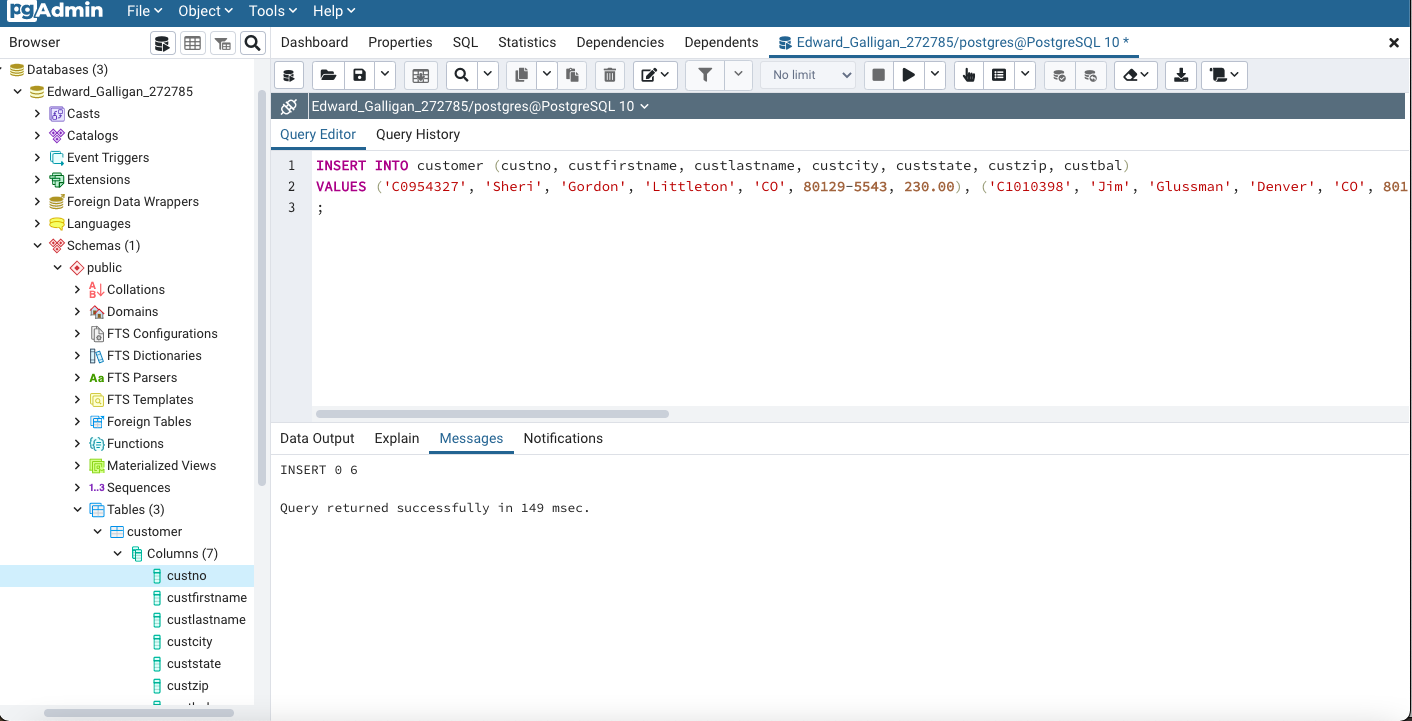 pgAdmin File Object Tools Help
Browser
Dashboard Properties SQL Statistics Dependencies Dependents Edward_Galligan_272785/postgres@PostgreSQL 10 *
No limit
Edward_Galligan_272785/postgres@PostgreSQL 10
Query Editor Query History
1 INSERT INTO customer (custno, custfirstname, custlastname, custcity, custstate, custzip, custbal)
2 VALUES ('C0954327', 'Sheri', 'Gordon', 'Littleton', 'CO', 80129-5543, 230.00), ('C1010398', 'Jim', 'Glussman', 'Denver', 'CO', 801
3 ;
Data Output Explain Messages Notifications
INSERT 0 6
Query returned successfully in 149 msec.
Databases (3)
Edward_Galligan_272785
Casts
Catalogs
Event Triggers
Extensions
Foreign Data Wrappers
Languages
Schemas (1)
public
Collations
Domains
FTS Configurations
FTS Dictionaries
Aa FTS Parsers
FTS Templates
Foreign Tables
Functions
Materialized Views
1..3 Sequences
Tables (3)
customer
Columns (7)
custno
custfirstname
custlastname
custcity
custstate
custzip